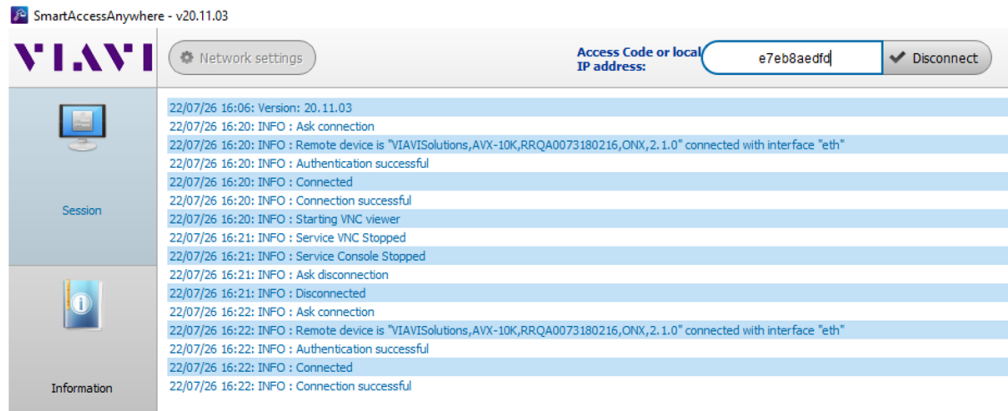 SmartAccessAnywhere - v20.11.03
VIAVI
Network settings
Access Code or local
IP address:
e7eb8aedfd
Disconnect
Session
Information
22/07/26 16:06: Version: 20.11.03
22/07/26 16:20: INFO : Ask connection
22/07/26 16:20: INFO : Remote device is "VIAVISolutions,AVX-10K,RRQA0073180216,ONX,2.1.0" connected with interface "eth"
22/07/26 16:20: INFO : Authentication successful
22/07/26 16:20: INFO : Connected
22/07/26 16:20: INFO : Connection successful
22/07/26 16:20: INFO : Starting VNC viewer
22/07/26 16:21: INFO : Service VNC Stopped
22/07/26 16:21: INFO : Service Console Stopped
22/07/26 16:21: INFO : Ask disconnection
22/07/26 16:21: INFO : Disconnected
22/07/26 16:22: INFO : Ask connection
22/07/26 16:22: INFO : Remote device is "VIAVISolutions,AVX-10K,RRQA0073180216,ONX,2.1.0" connected with interface "eth"
22/07/26 16:22: INFO : Authentication successful
22/07/26 16:22: INFO : Connected
22/07/26 16:22: INFO : Connection successful